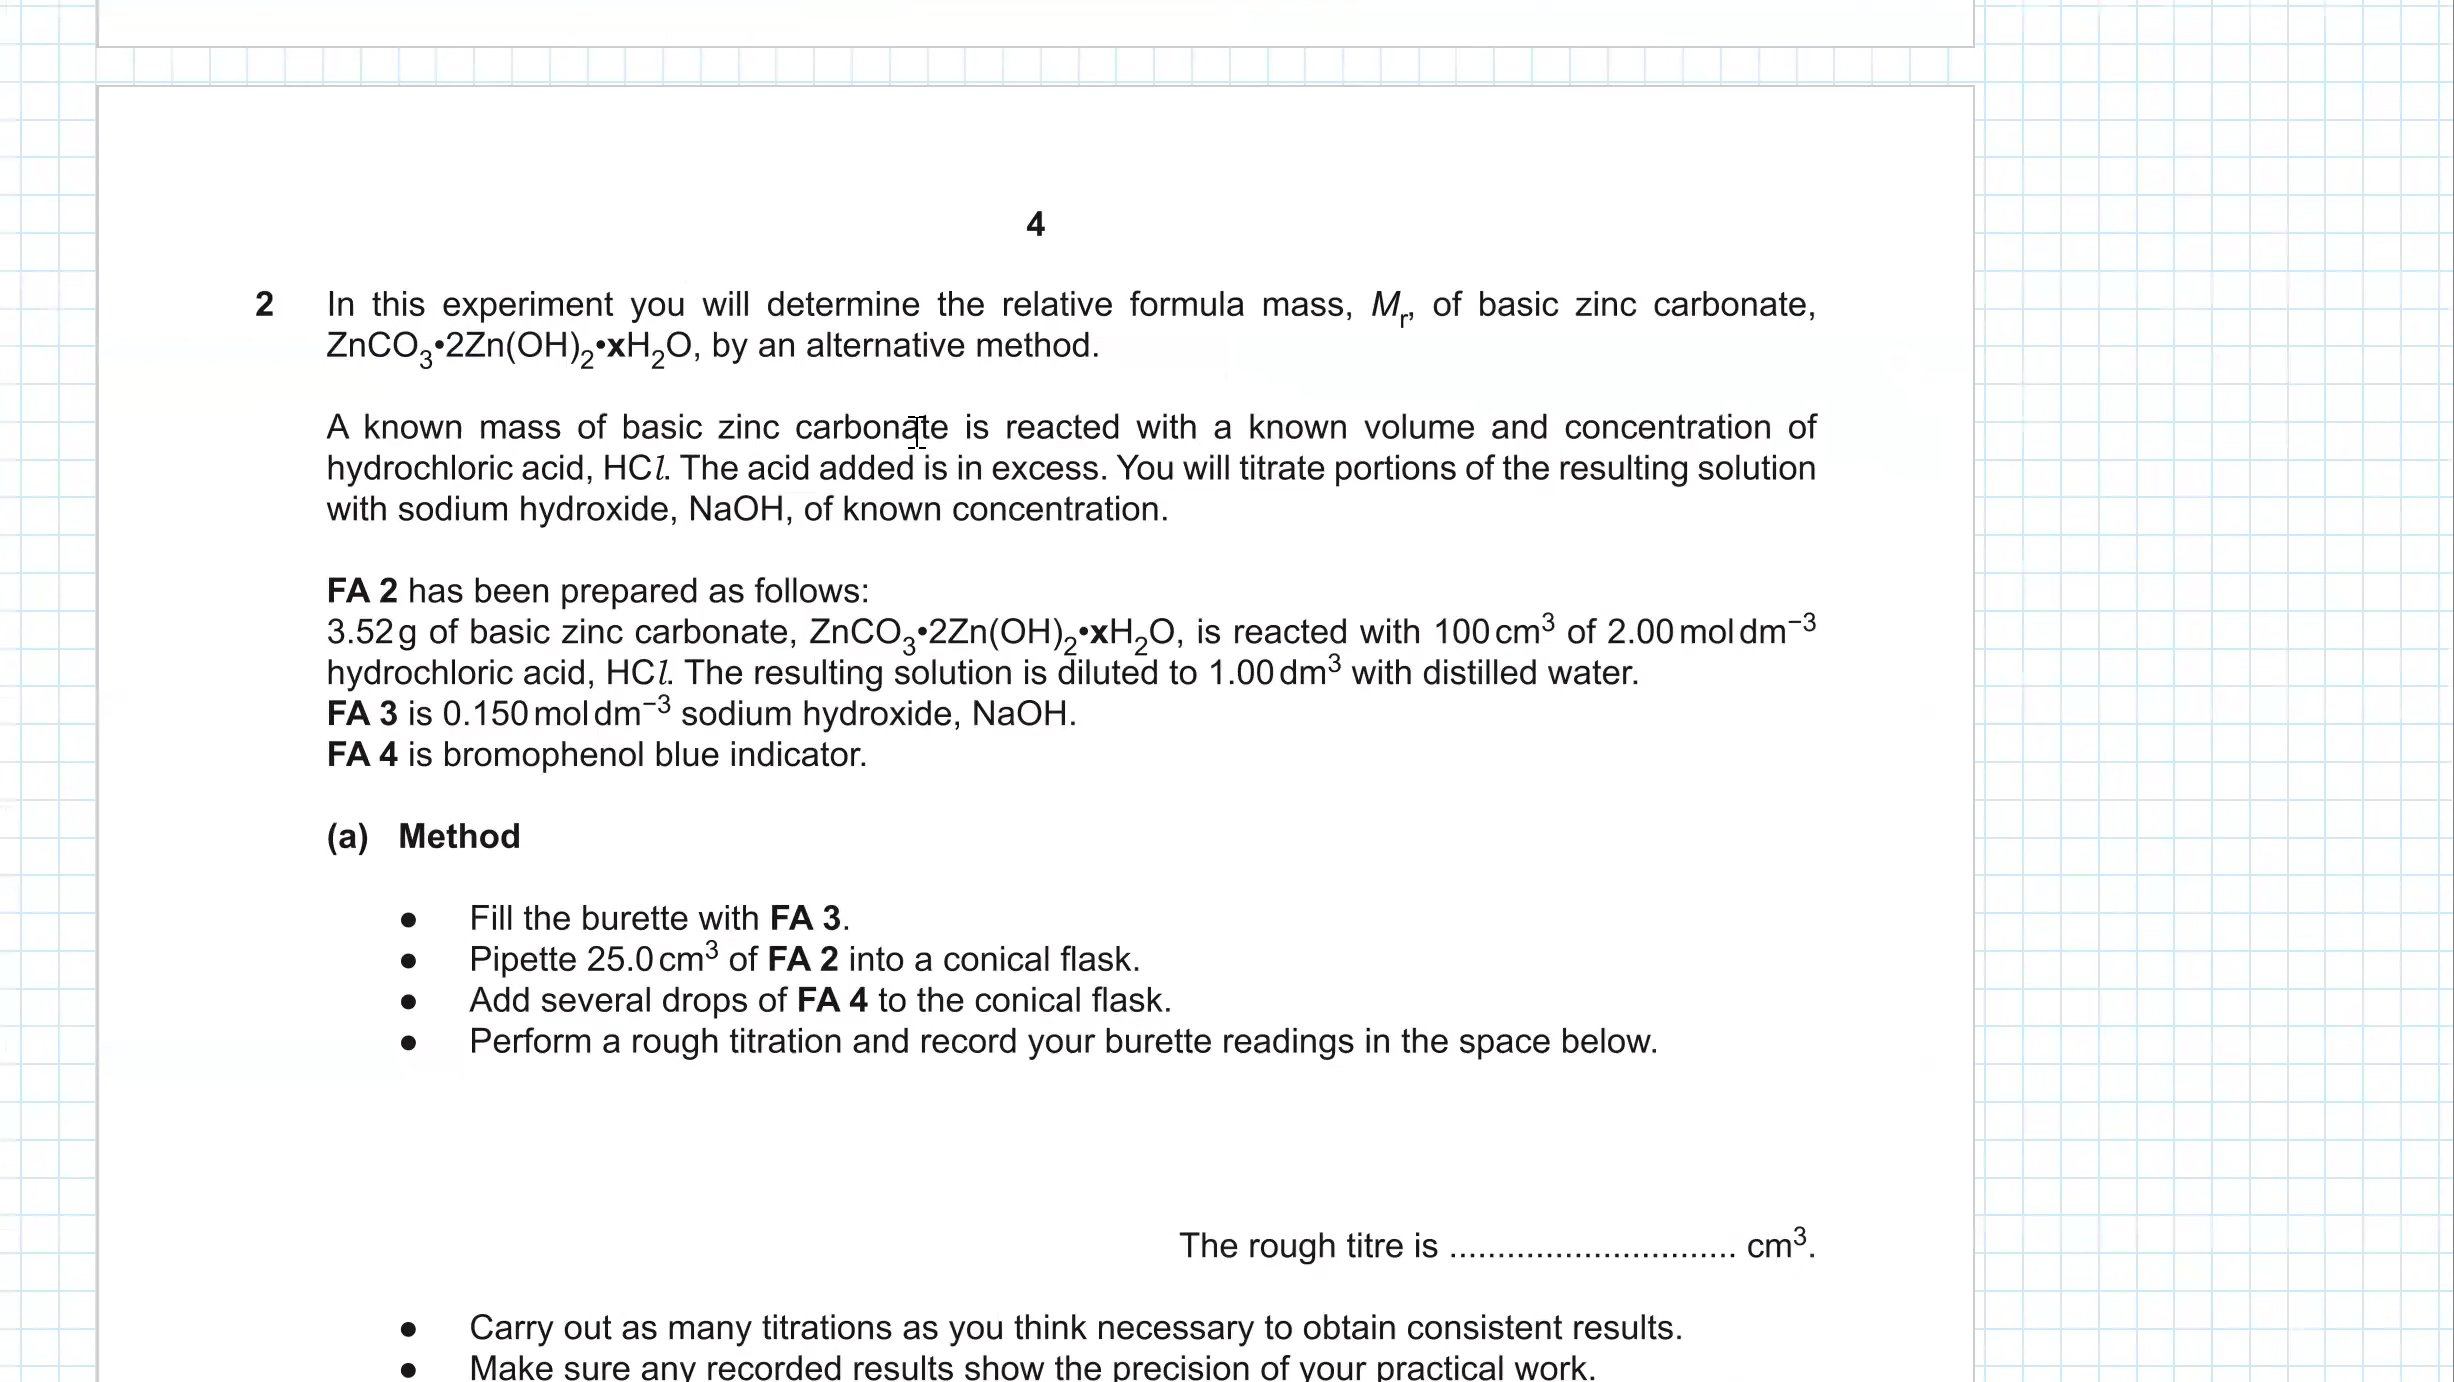 4
2 In this experiment you will determine the relative formula mass, Mᵣ, of basic zinc carbonate,
ZnCO₃•2Zn(OH)₂•xH₂O, by an alternative method.
A known mass of basic zinc carbonate is reacted with a known volume and concentration of
hydrochloric acid, HCl. The acid added is in excess. You will titrate portions of the resulting solution
with sodium hydroxide, NaOH, of known concentration.
FA 2 has been prepared as follows:
3.52 g of basic zinc carbonate, ZnCO₃•2Zn(OH)₂•xH₂O, is reacted with 100 cm³ of 2.00 mol dm⁻³
hydrochloric acid, HCl. The resulting solution is diluted to 1.00 dm³ with distilled water.
FA 3 is 0.150 mol dm⁻³ sodium hydroxide, NaOH.
FA 4 is bromophenol blue indicator.
(a) Method
● Fill the burette with FA 3.
● Pipette 25.0 cm³ of FA 2 into a conical flask.
● Add several drops of FA 4 to the conical flask.
● Perform a rough titration and record your burette readings in the space below.
The rough titre is .............................. cm³.
● Carry out as many titrations as you think necessary to obtain consistent results.
● Make sure any recorded results show the precision of your practical work.